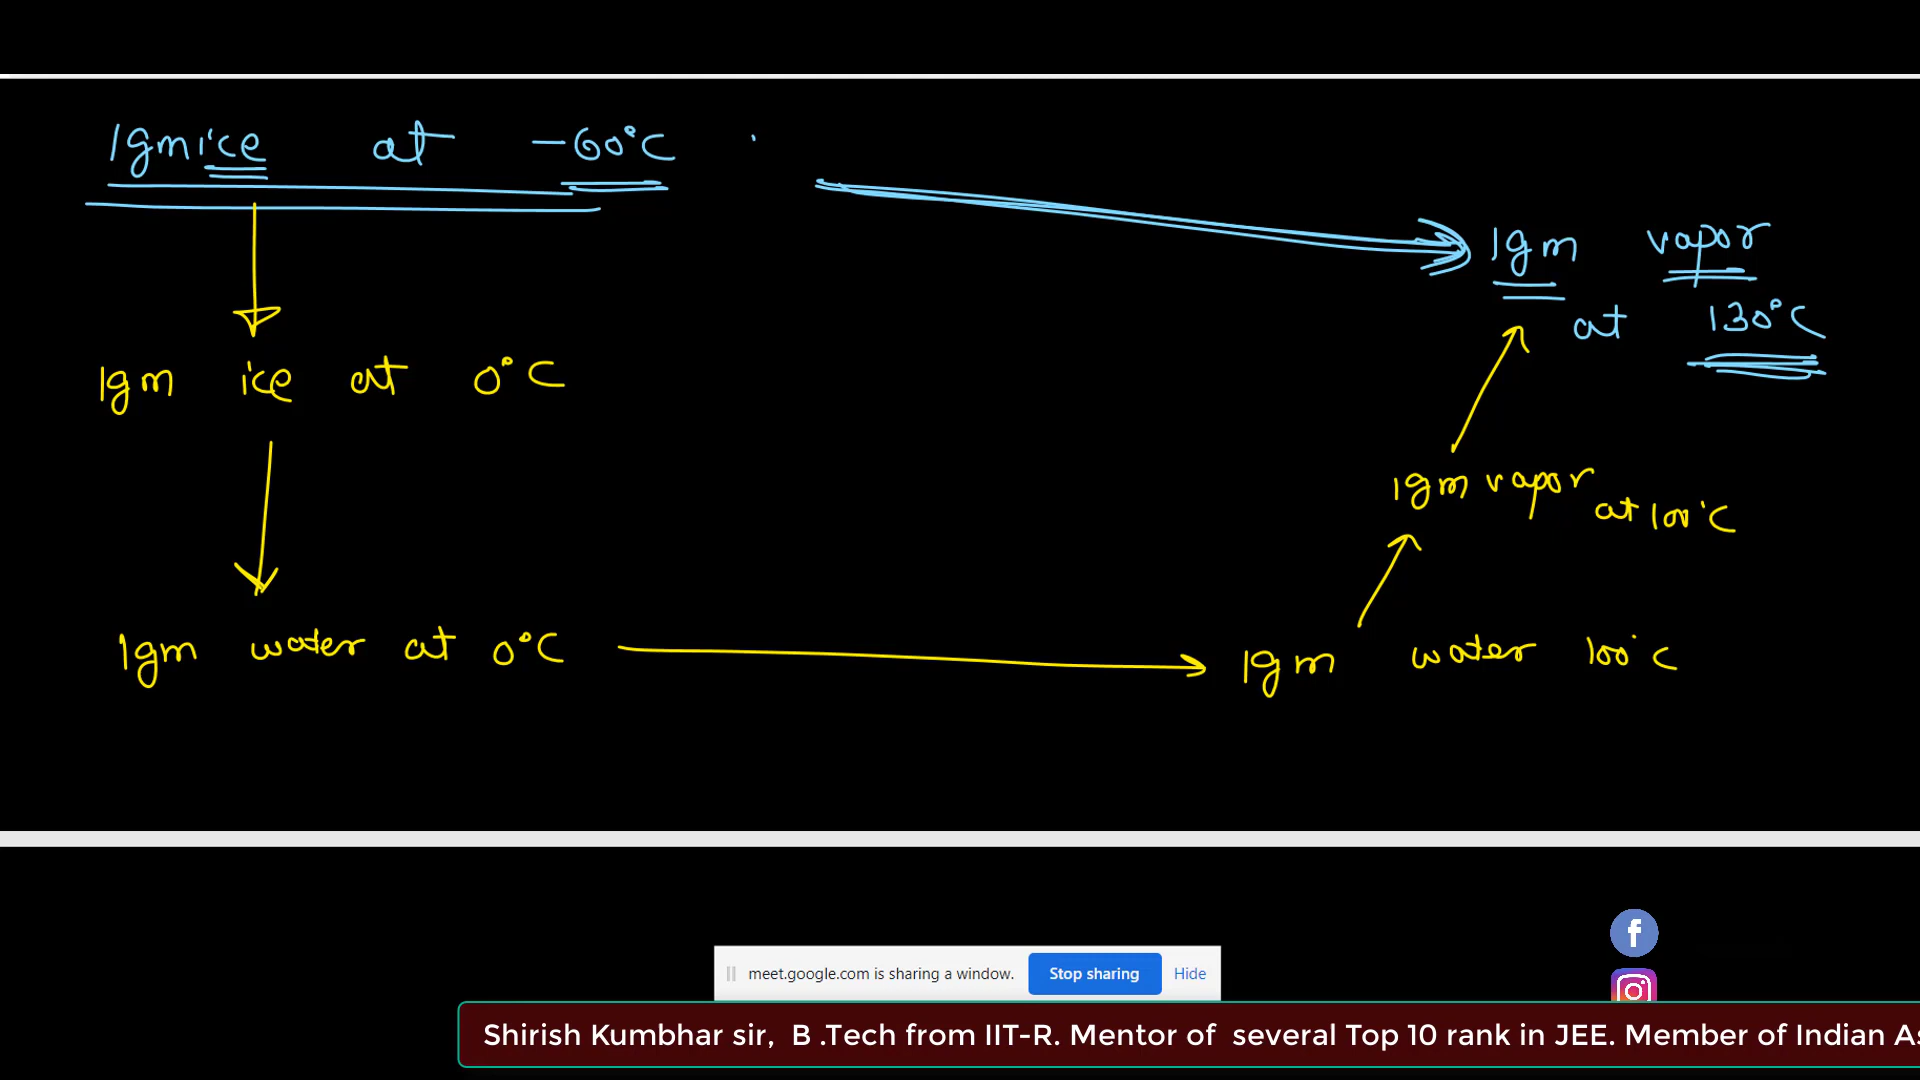 1gm ice at -60°C
1gm vapor
at 130°C
1gm ice at 0°C
1gm vapor at 100°C
1gm water at 0°C
1gm water 100°C
meet.google.com is sharing a window. Stop sharing Hide
Shirish Kumbhar sir, B .Tech from IIT-R. Mentor of several Top 10 rank in JEE. Member of Indian As